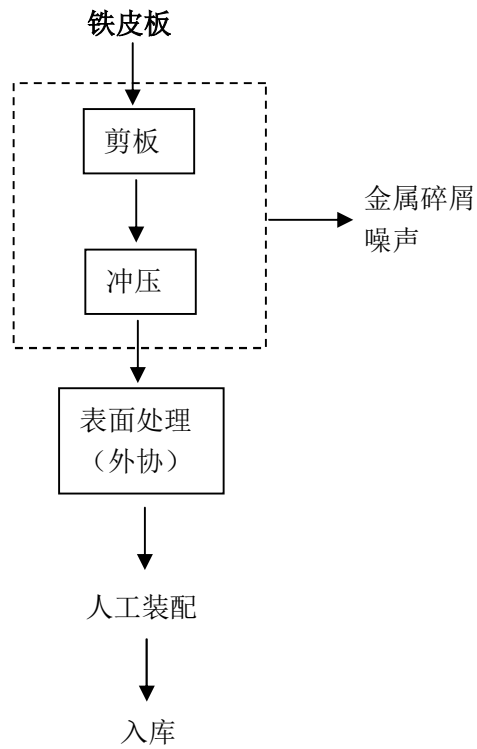 铁皮板
剪板
金属碎屑
噪声
冲压
表面处理
（外协）
人工装配
入库